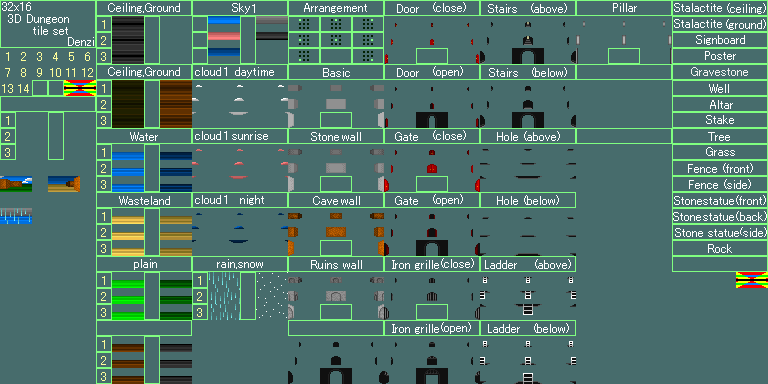 32x16
3D Dungeon
tile set
Denzi
1 2 3 4 5 6
7 8 9 10 11 12
13 14
1
2
3
Ceiling,Ground
1
2
3
Ceiling,Ground
1
2
3
Water
1
2
3
Wasteland
1
2
3
plain
1
2
3
1
2
3
Sky1
cloud1 daytime
cloud1 sunrise
cloud1 night
rain,snow
1
2
3
Arrangement
Basic
Stone wall
Cave wall
Ruins wall
Door (close)
Door (open)
Gate (close)
Gate (open)
Iron grille(close)
Iron grille(open)
Stairs (above)
Stairs (below)
Hole (above)
Hole (below)
Ladder (above)
Ladder (below)
Pillar
Stalactite (ceiling)
Stalactite (ground)
Signboard
Poster
Gravestone
Well
Altar
Stake
Tree
Grass
Fence (front)
Fence (side)
Stonestatue(front)
Stonestatue(back)
Stone statue(side)
Rock